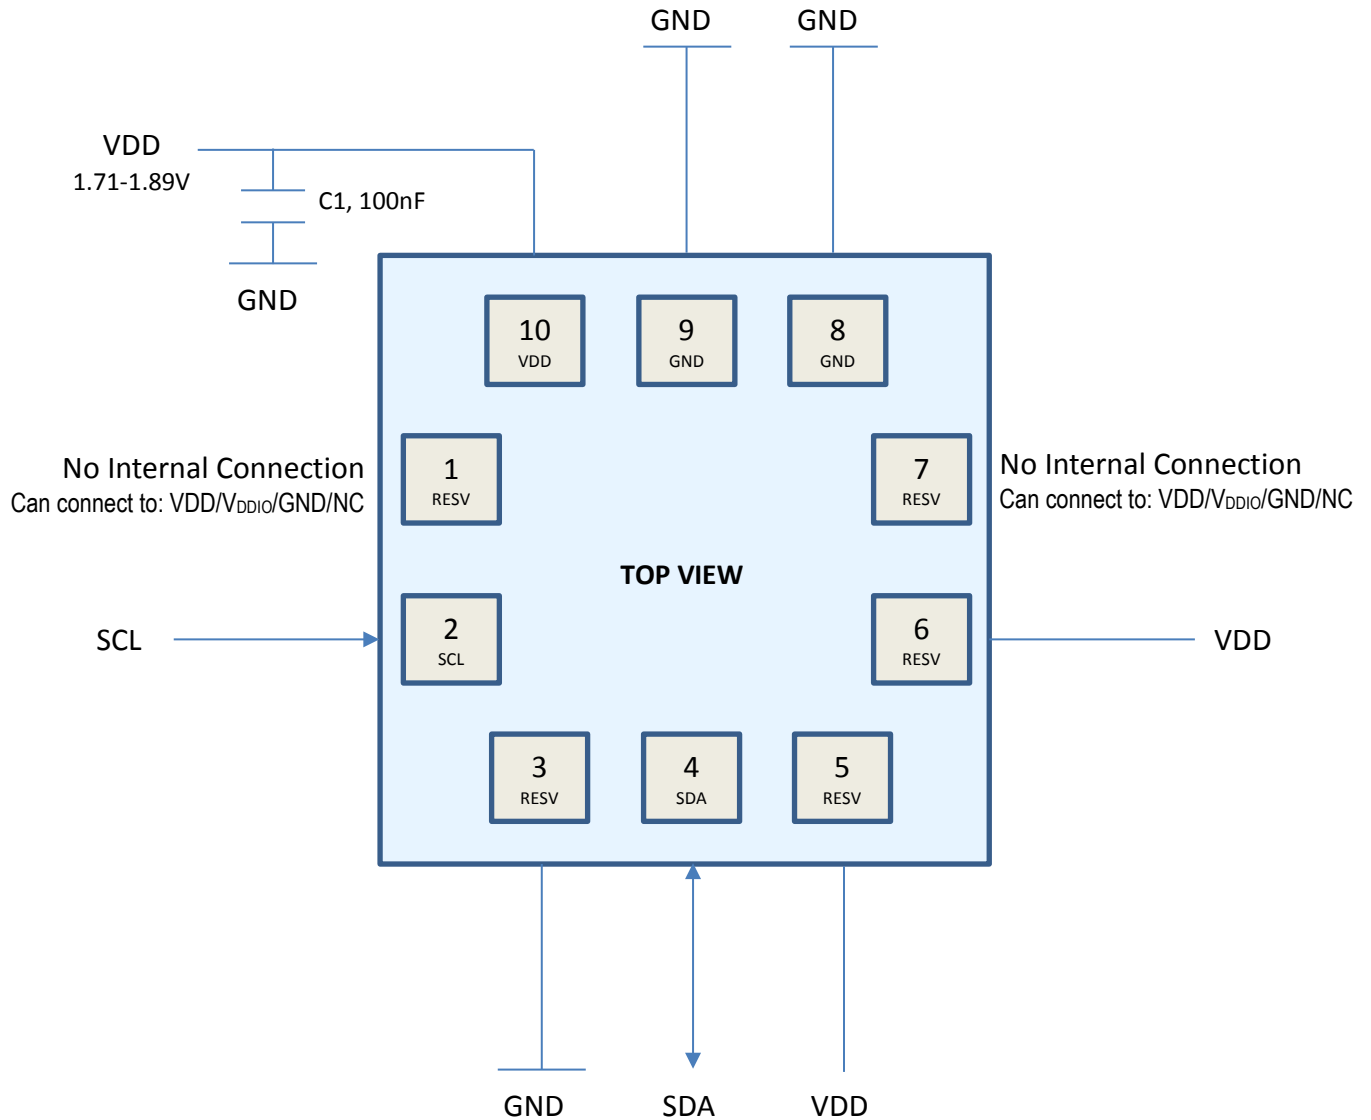 GND
GND
VDD
1.71-1.89V
C1, 100nF
GND
10
VDD
9
GND
8
GND
No Internal Connection
Can connect to: VDD/VDDIO/GND/NC
1
RESV
7
RESV
No Internal Connection
Can connect to: VDD/VDDIO/GND/NC
TOP VIEW
SCL
2
SCL
6
RESV
VDD
3
RESV
4
SDA
5
RESV
GND
SDA
VDD